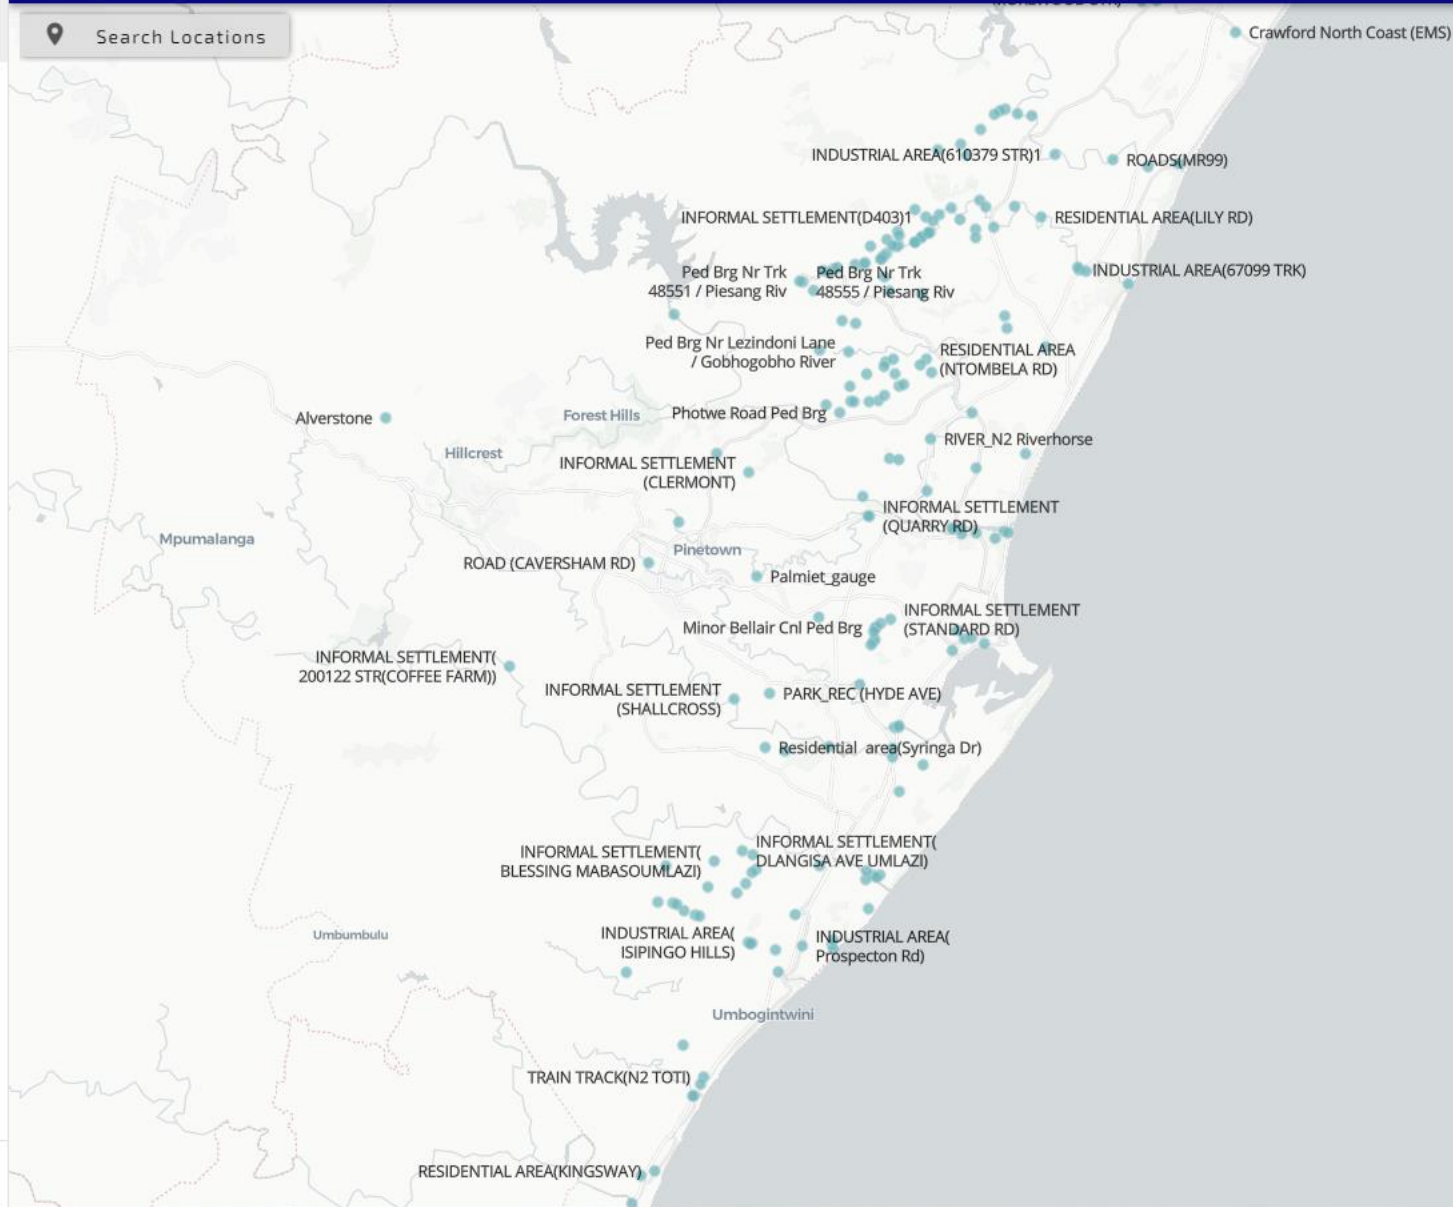 Search Locations
Crawford North Coast (EMS)
INDUSTRIAL AREA(610379 STR)1
ROADS(MR99)
INFORMAL SETTLEMENT(D403)1
RESIDENTIAL AREA(LILY RD)
Ped Brg Nr Trk
48551 / Piesang Riv
Ped Brg Nr Trk
48555 / Piesang Riv
INDUSTRIAL AREA(67099 TRK)
Ped Brg Nr Lezindoni Lane
/ Gobhogobho River
RESIDENTIAL AREA
(NTOMBELA RD)
Alverstone
Forest Hills
Photwe Road Ped Brg
Hillcrest
RIVER_N2 Riverhorse
INFORMAL SETTLEMENT
(CLERMONT)
INFORMAL SETTLEMENT
(QUARRY RD)
Mpumalanga
Pinetown
ROAD (CAVERSHAM RD)
Palmiet_gauge
INFORMAL SETTLEMENT
(STANDARD RD)
Minor Bellair Cnl Ped Brg
INFORMAL SETTLEMENT(
200122 STR(COFFEE FARM))
INFORMAL SETTLEMENT
(SHALLCROSS)
PARK_REC (HYDE AVE)
Residential area(Syringa Dr)
INFORMAL SETTLEMENT(
DLANGISA AVE UMLAZI)
INFORMAL SETTLEMENT(
BLESSING MABASOUMLAZI)
Umbumbulu
INDUSTRIAL AREA(
ISIPINGO HILLS)
INDUSTRIAL AREA(
Prospecton Rd)
Umbogintwini
TRAIN TRACK(N2 TOTI)
RESIDENTIAL AREA(KINGSWAY)